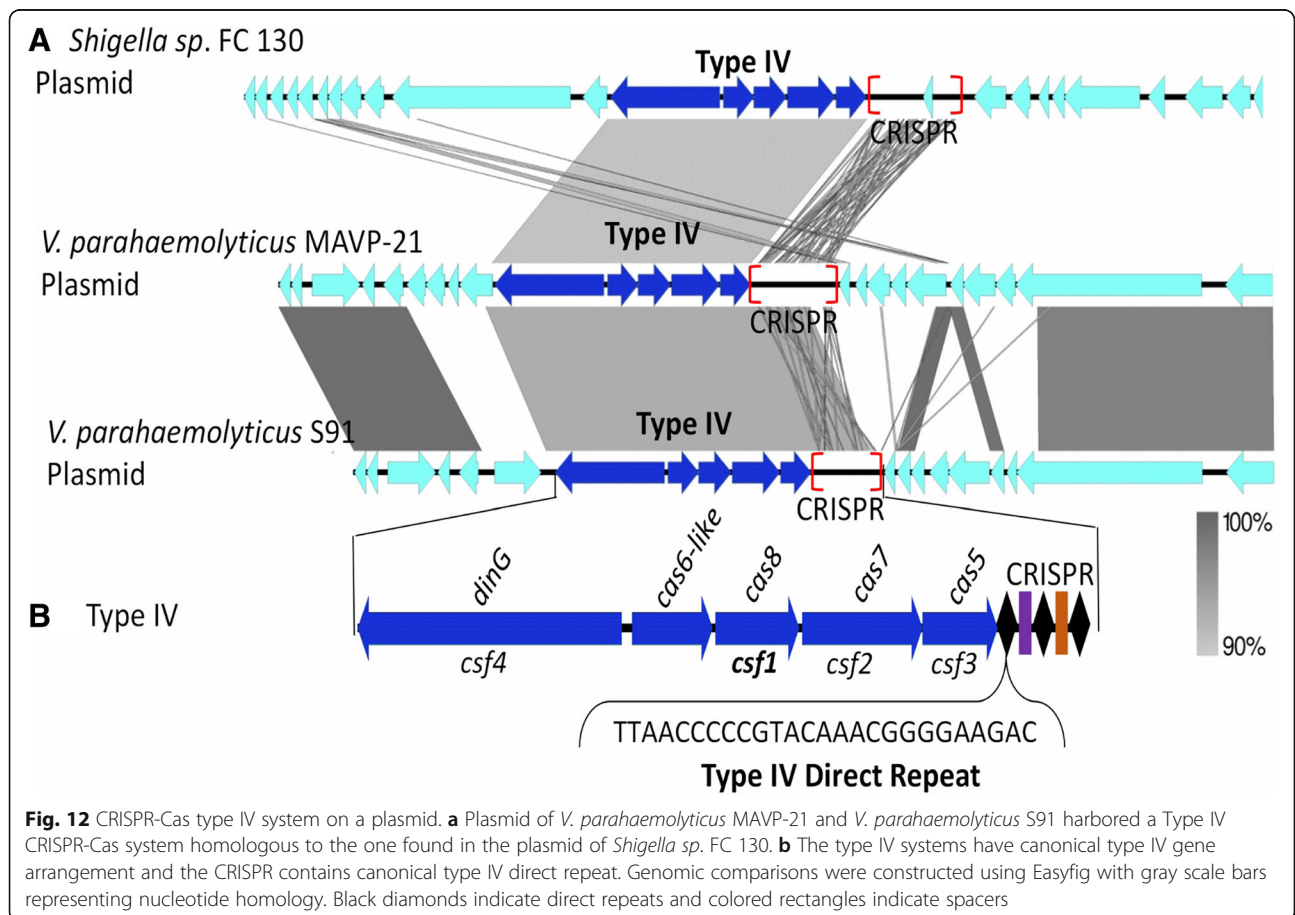 A Shigella sp. FC 130
Plasmid
Type IV
CRISPR
V. parahaemolyticus MAVP-21
Plasmid
Type IV
CRISPR
V. parahaemolyticus S91
Plasmid
Type IV
CRISPR
100%
90%
B Type IV
dinG
cas6-like
cas8
cas7
cas5
CRISPR
csf4
csf1
csf2
csf3
TTAACCCCCGTACAAACGGGGAAGAC
Type IV Direct Repeat
Fig. 12 CRISPR-Cas type IV system on a plasmid. a Plasmid of V. parahaemolyticus MAVP-21 and V. parahaemolyticus S91 harbored a Type IV
CRISPR-Cas system homologous to the one found in the plasmid of Shigella sp. FC 130. b The type IV systems have canonical type IV gene
arrangement and the CRISPR contains canonical type IV direct repeat. Genomic comparisons were constructed using Easyfig with gray scale bars
representing nucleotide homology. Black diamonds indicate direct repeats and colored rectangles indicate spacers